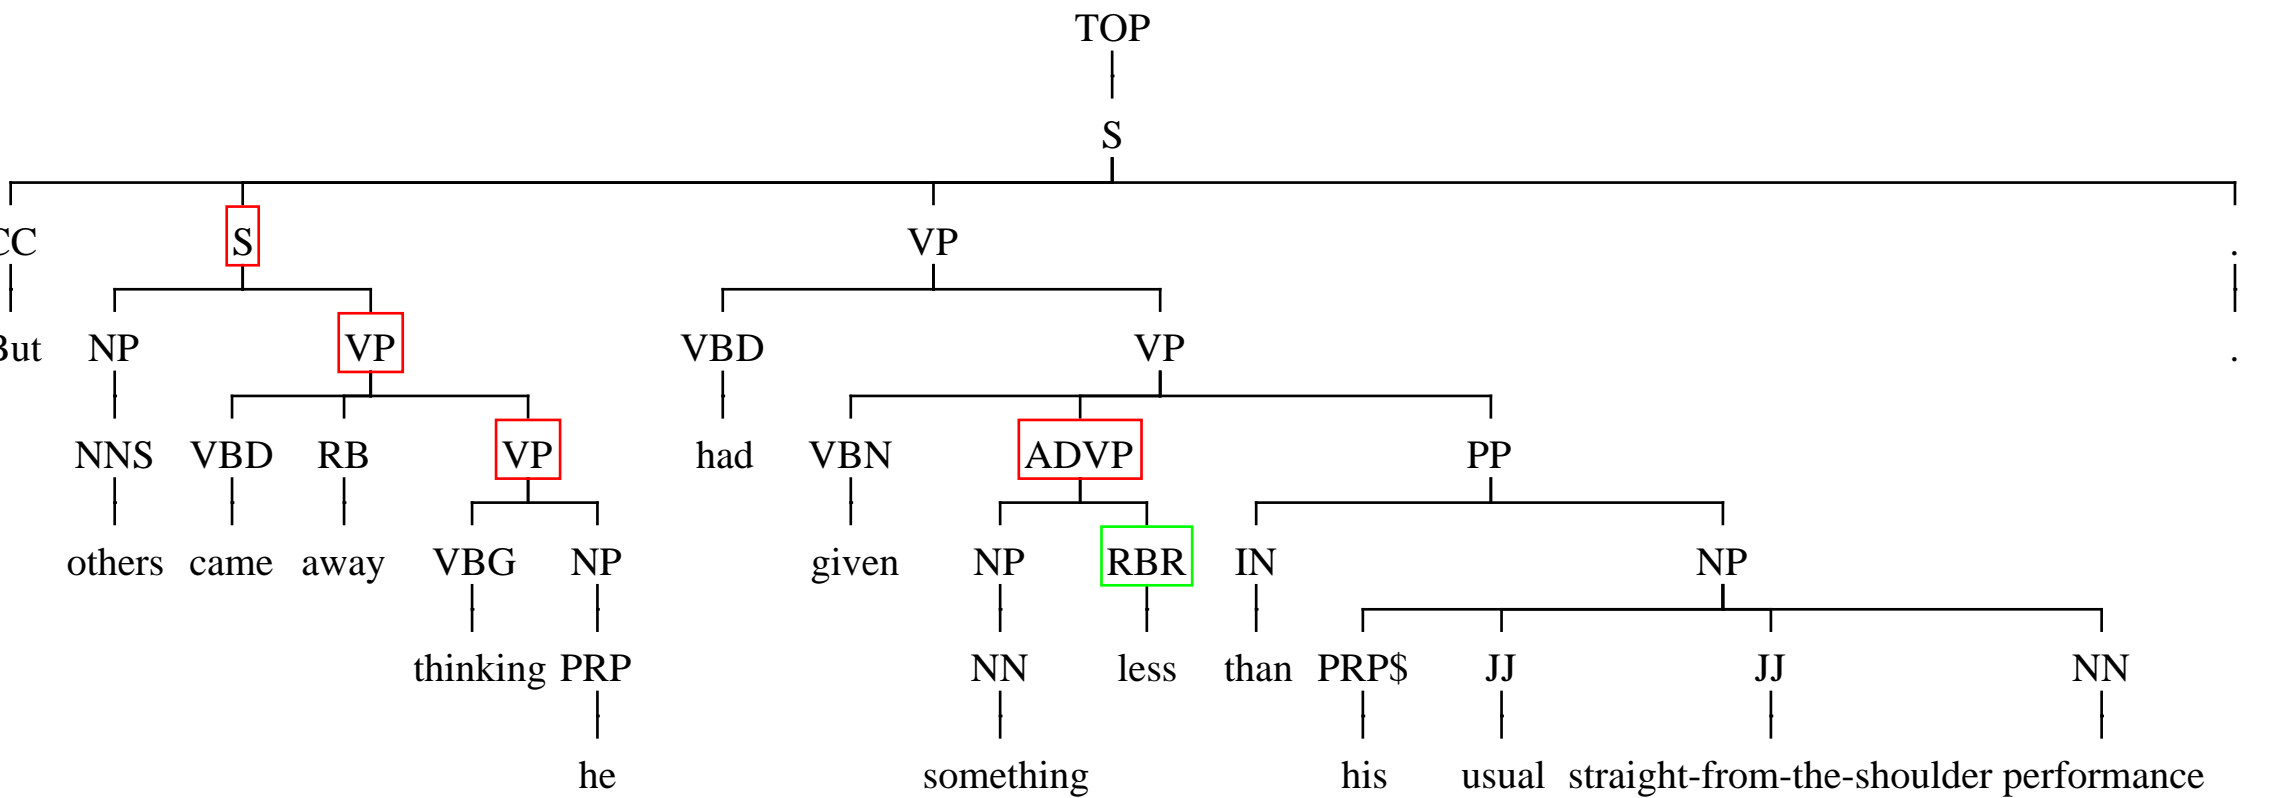 TOP
S
CC S VP .
But NP VP VBD VP .
NNS VBD RB VP had VBN ADVP PP
others came away VBG NP given NP RBR IN NP
thinking PRP NN less than PRP$ JJ JJ NN
he something his usual straight-from-the-shoulder performance